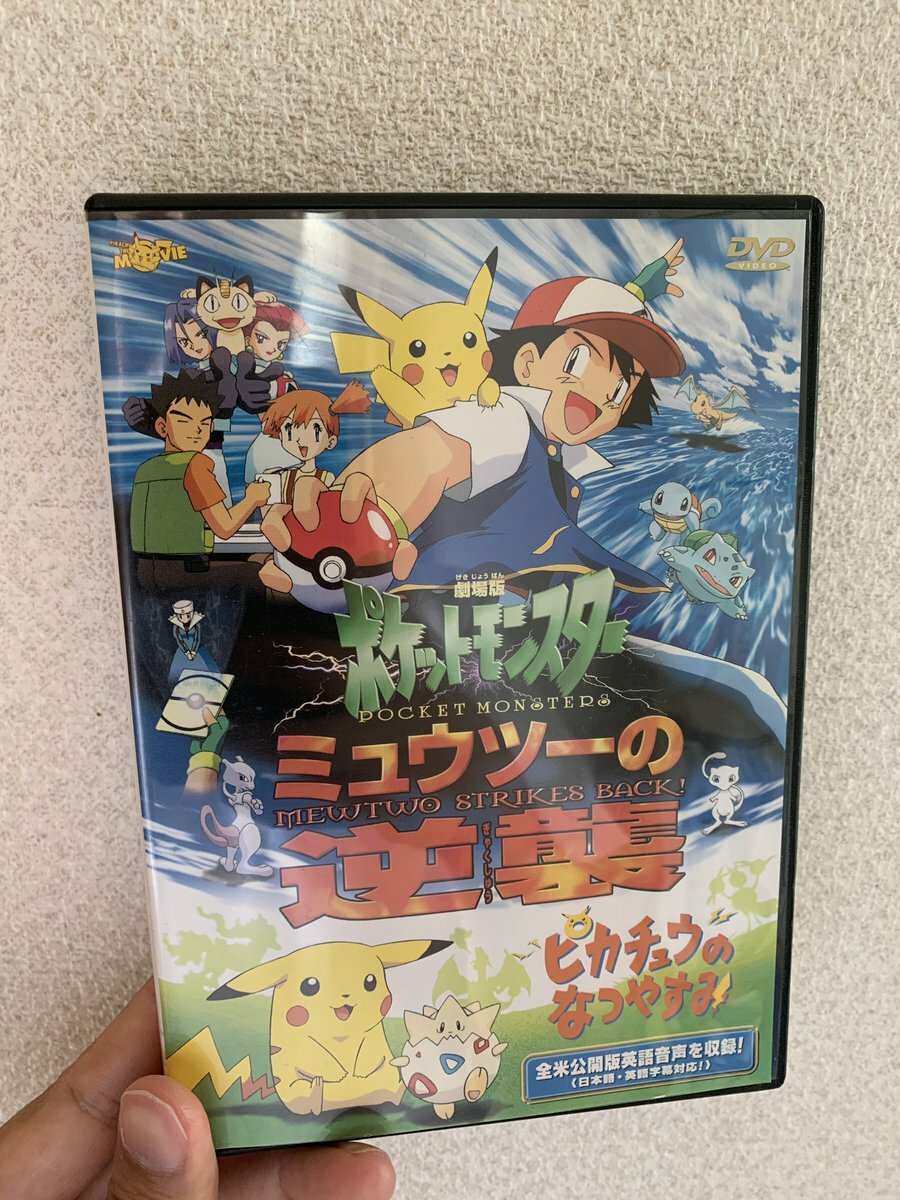 PIKACHU THE MOVIE
DVD
VIDEO
げきじょうばん
劇場版
ポケットモンスター
POCKET MONSTERS
ミュウツーの
MEWTWO STRIKES BACK!
逆襲
ぎゃくしゅう
ピカチュウの
なつやすみ
全米公開版英語音声を収録!
《日本語・英語字幕対応!》